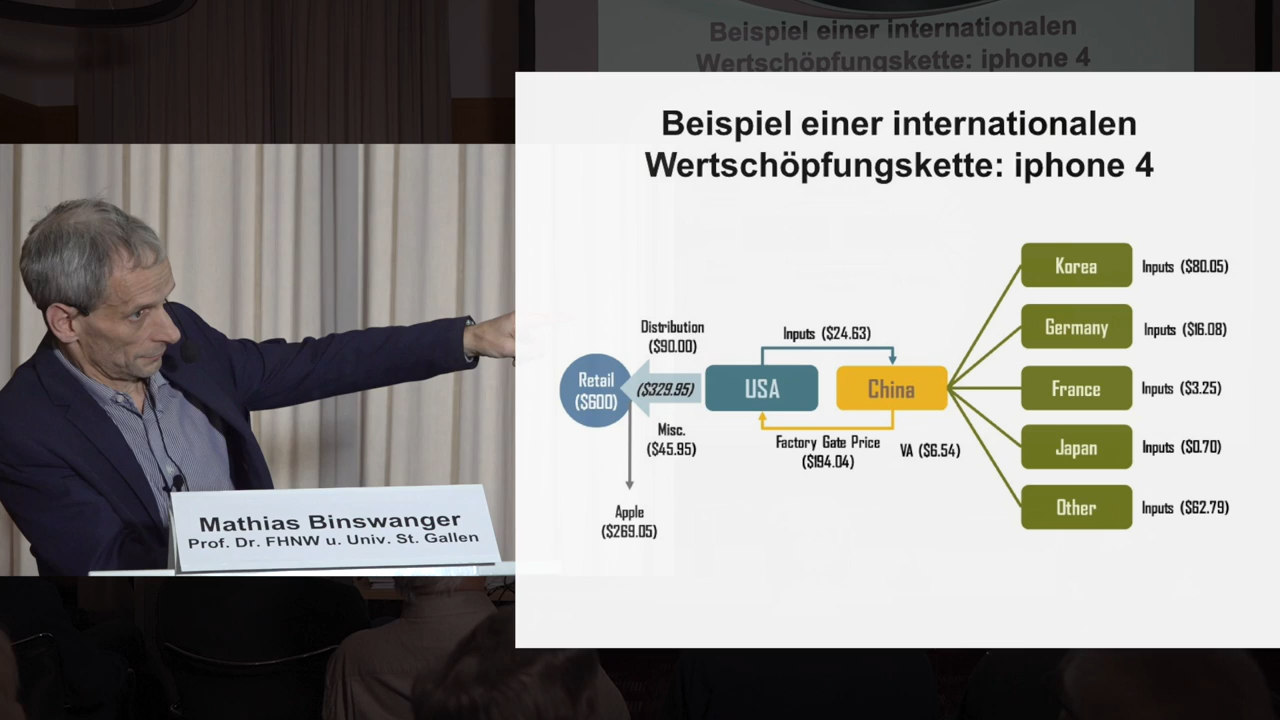 Beispiel einer internationalen
Wertschöpfungskette: iphone 4
Beispiel einer internationalen
Wertschöpfungskette: iphone 4
Korea
Inputs ($80.05)
Germany
Inputs ($16.08)
France
Inputs ($3.25)
Japan
Inputs ($0.70)
Other
Inputs ($62.79)
Distribution
($90.00)
Inputs ($24.63)
Retail
($600)
($329.95)
USA
China
Misc.
($45.95)
Factory Gate Price
($194.04)
VA ($6.54)
Apple
($269.05)
Mathias Binswanger
Prof. Dr. FHNW u. Univ. St. Gallen